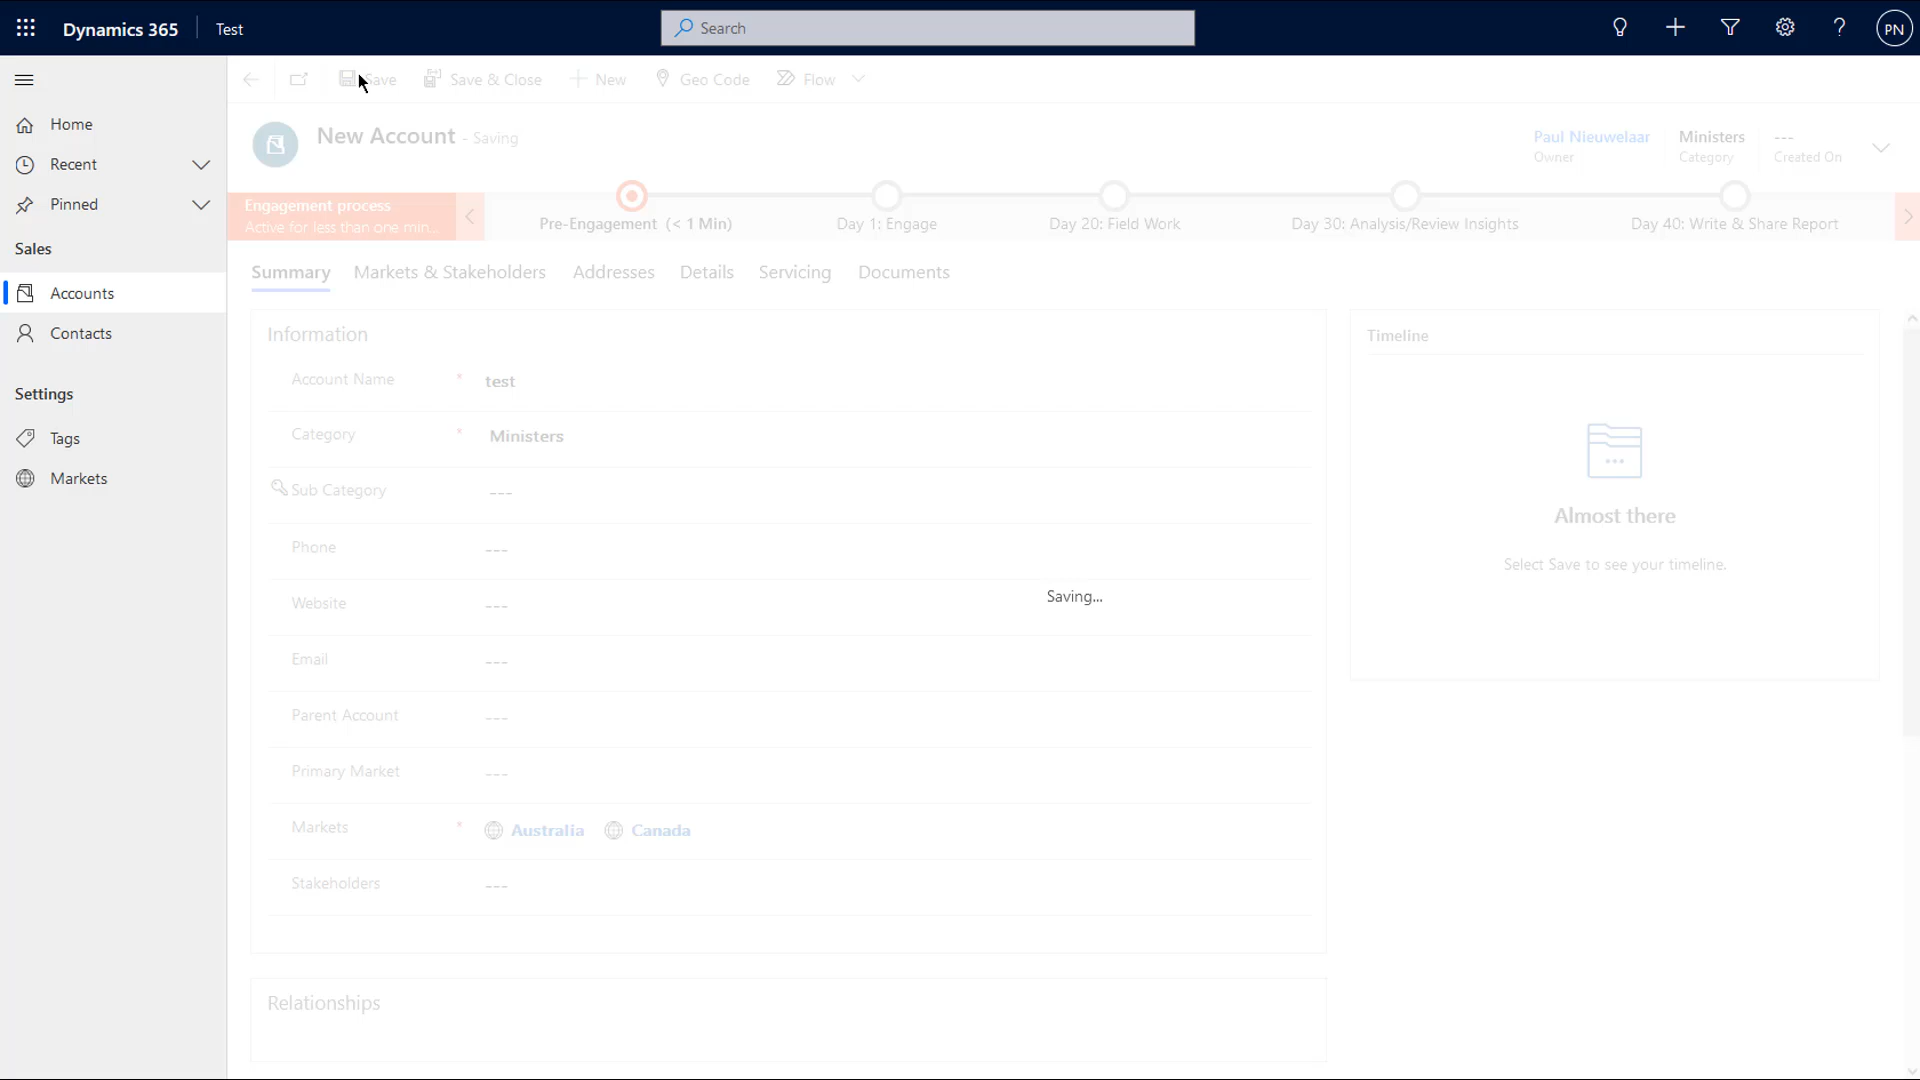 Dynamics 365 Test Search PN
Save Save & Close New Geo Code Flow
Home
Recent
Pinned
Sales
Accounts
Contacts
Settings
Tags
Markets
New Account - Saving
Paul Nieuwelaar Ministers ---
Owner Category Created On
Engagement process
Active for less than one min...
Pre-Engagement (< 1 Min) Day 1: Engage Day 20: Field Work Day 30: Analysis/Review Insights Day 40: Write & Share Report
Summary Markets & Stakeholders Addresses Details Servicing Documents
Information
Account Name * test
Category * Ministers
Sub Category ---
Phone ---
Website ---
Email ---
Parent Account ---
Primary Market ---
Markets * Australia Canada
Stakeholders ---
Saving...
Relationships
Timeline
Almost there
Select Save to see your timeline.